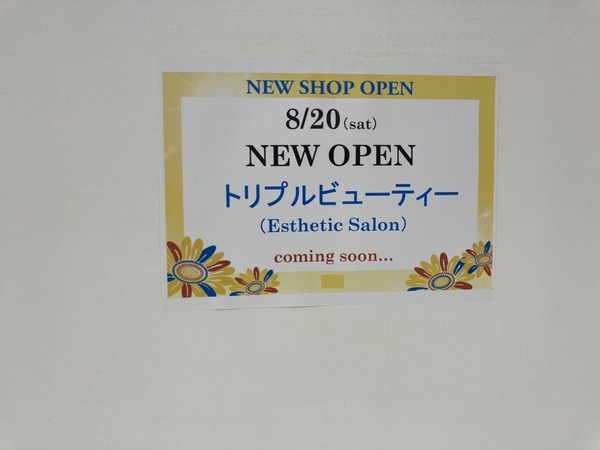 NEW SHOP OPEN
8/20(sat)
NEW OPEN
トリプルビューティー
(Esthetic Salon)
coming soon...